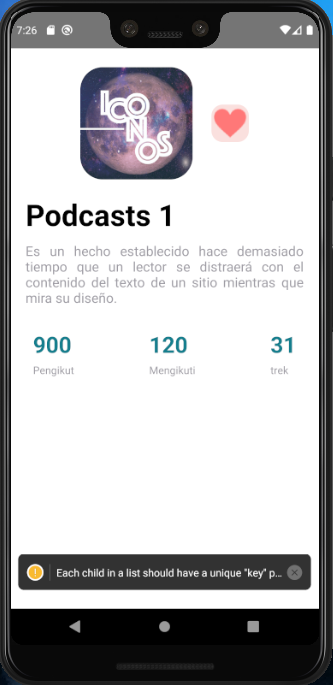 7:26
ICO
N
OS
Podcasts 1
Es un hecho establecido hace demasiado
tiempo que un lector se distraerá con el
contenido del texto de un sitio mientras que
mira su diseño.
900 120 31
Pengikut Mengikuti trek
! Each child in a list should have a unique "key" p...